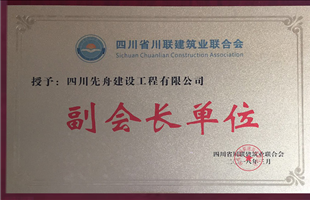 四川省川联建筑业联合会
Sichuan Chuanlian Construction Association
授予：四川先舟建设工程有限公司
副会长单位
四川省川联建筑业联合会